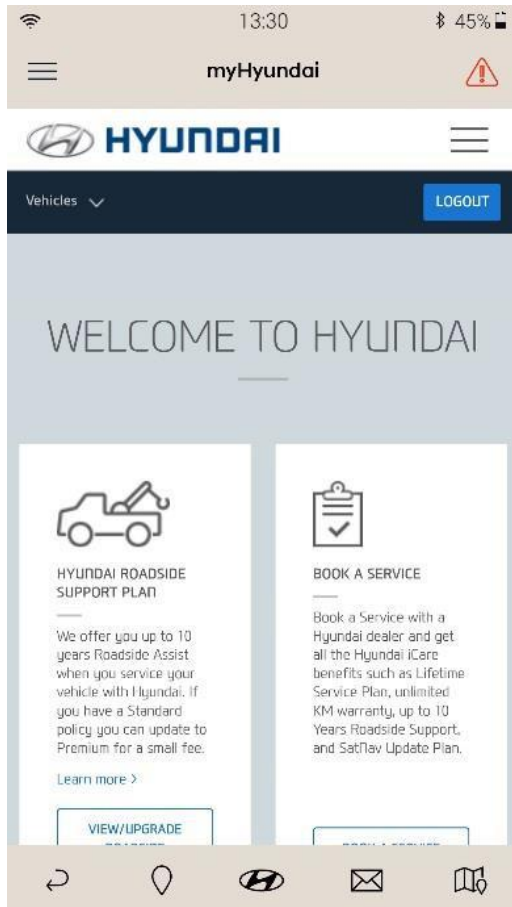 13:30
45%
myHyundai
HYUNDAI
Vehicles
LOGOUT
WELCOME TO HYUNDAI
HYUNDAI ROADSIDE
SUPPORT PLAN
We offer you up to 10
years Roadside Assist
when you service your
vehicle with Hyundai. If
you have a Standard
policy you can update to
Premium for a small fee.
Learn more >
VIEW/UPGRADE
BOOK A SERVICE
Book a Service with a
Hyundai dealer and get
all the Hyundai iCare
benefits such as Lifetime
Service Plan, unlimited
KM warranty, up to 10
Years Roadside Support,
and SatNav Update Plan.